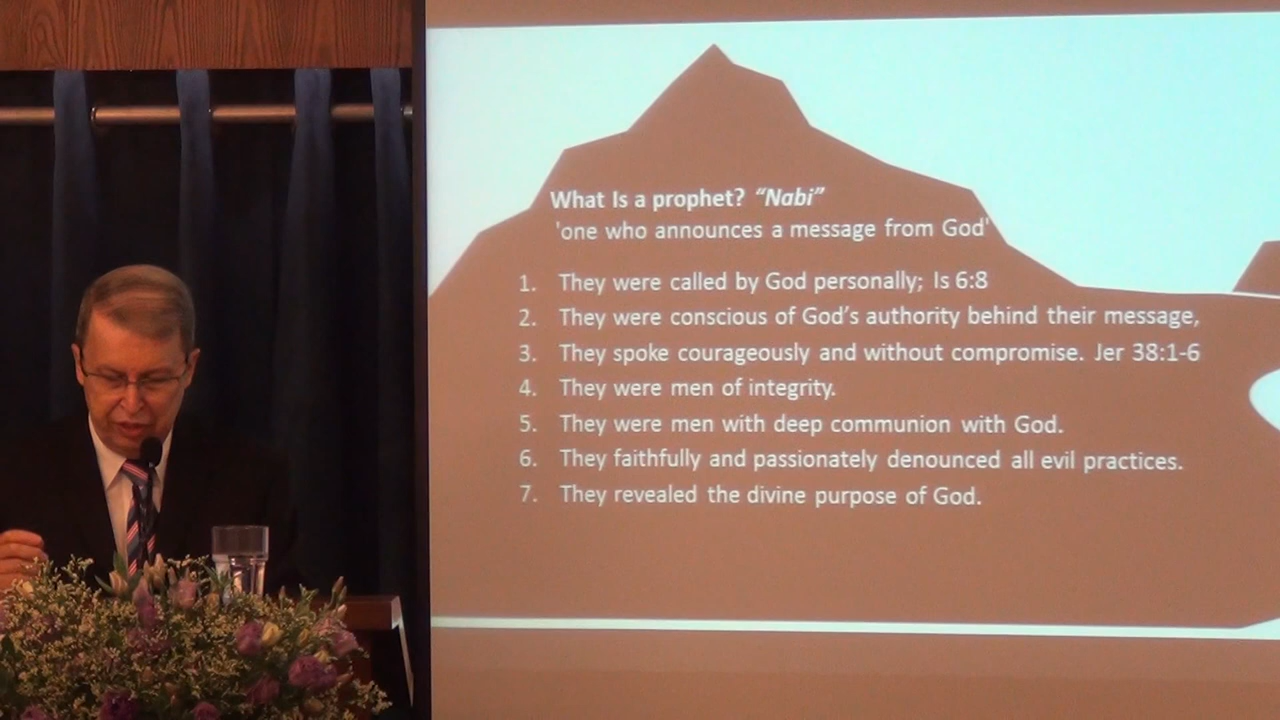 What Is a prophet? “Nabi”
'one who announces a message from God'
1. They were called by God personally; Is 6:8
2. They were conscious of God’s authority behind their message,
3. They spoke courageously and without compromise. Jer 38:1-6
4. They were men of integrity.
5. They were men with deep communion with God.
6. They faithfully and passionately denounced all evil practices.
7. They revealed the divine purpose of God.